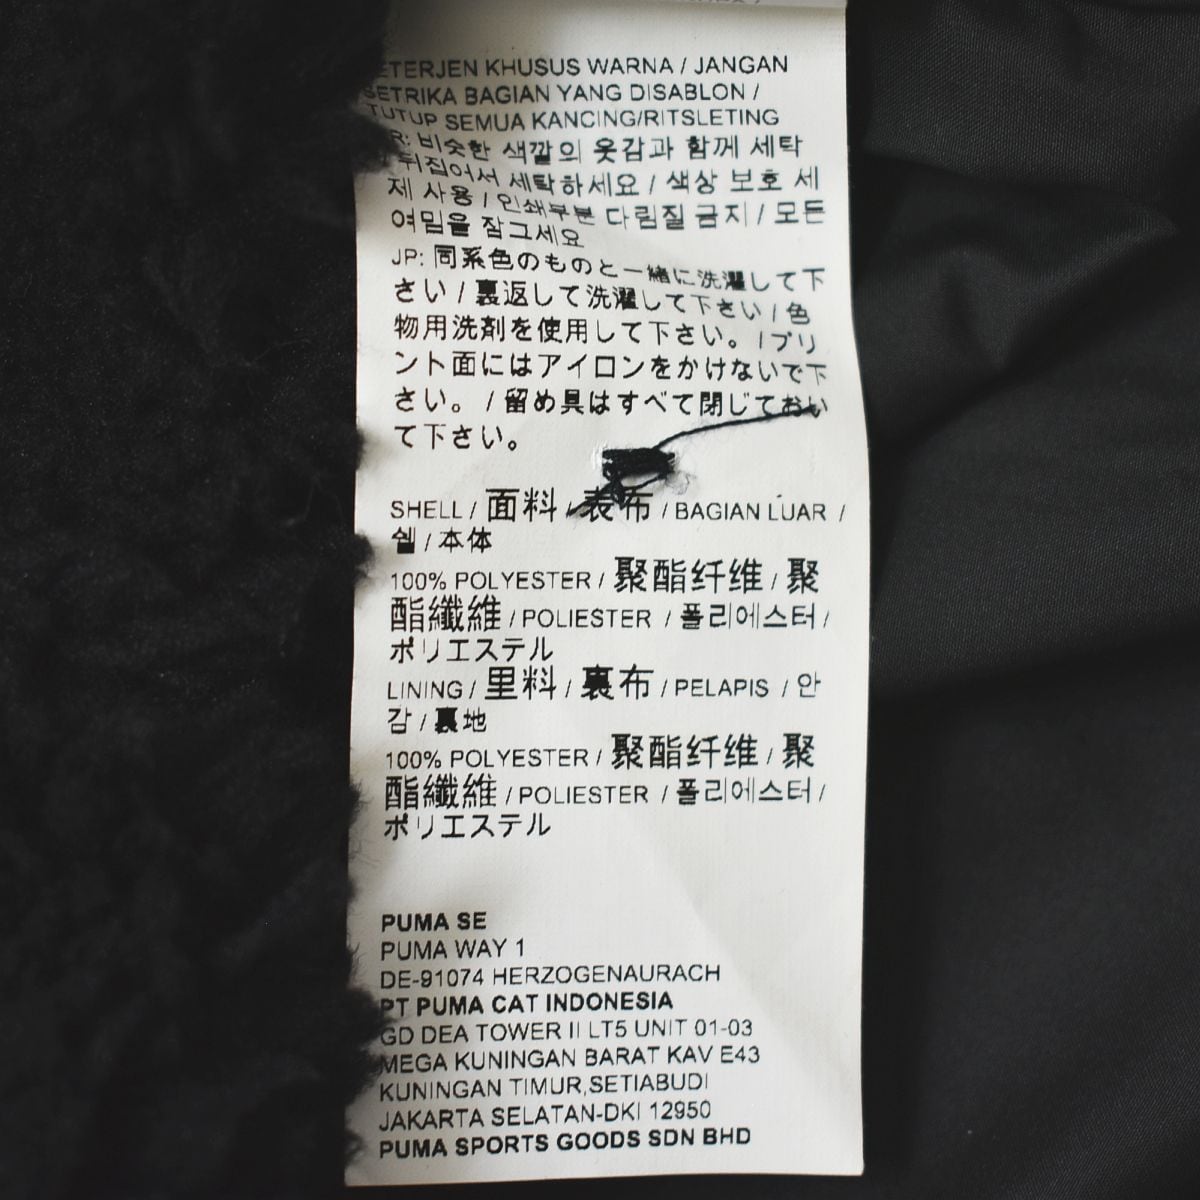 ETERJEN KHUSUS WARNA / JANGAN
SETRIKA BAGIAN YANG DISABLON /
TUTUP SEMUA KANCING/RITSLETING
R: 비슷한 색깔의 옷감과 함께 세탁
뒤집어서 세탁하세요 / 색상 보호 세
제 사용 / 인쇄부분 다림질 금지 / 모든
여밈을 잠그세요
JP: 同系色のものと一緒に洗濯して下
さい / 裏返して洗濯して下さい / 色
物用洗剤を使用して下さい。 / プリ
ント面にはアイロンをかけないで下
さい。 / 留め具はすべて閉じておい
て下さい。
SHELL / 面料 / 表布 / BAGIAN LUAR /
쉘 / 本体
100% POLYESTER / 聚酯纤维 / 聚
酯纖維 / POLIESTER / 폴리에스터 /
ポリエステル
LINING / 里料 / 裏布 / PELAPIS / 안
감 / 裏地
100% POLYESTER / 聚酯纤维 / 聚
酯纖維 / POLIESTER / 폴리에스터 /
ポリエステル
PUMA SE
PUMA WAY 1
DE-91074 HERZOGENAURACH
PT PUMA CAT INDONESIA
GD DEA TOWER II LT5 UNIT 01-03
MEGA KUNINGAN BARAT KAV E43
KUNINGAN TIMUR,SETIABUDI
JAKARTA SELATAN-DKI 12950
PUMA SPORTS GOODS SDN BHD